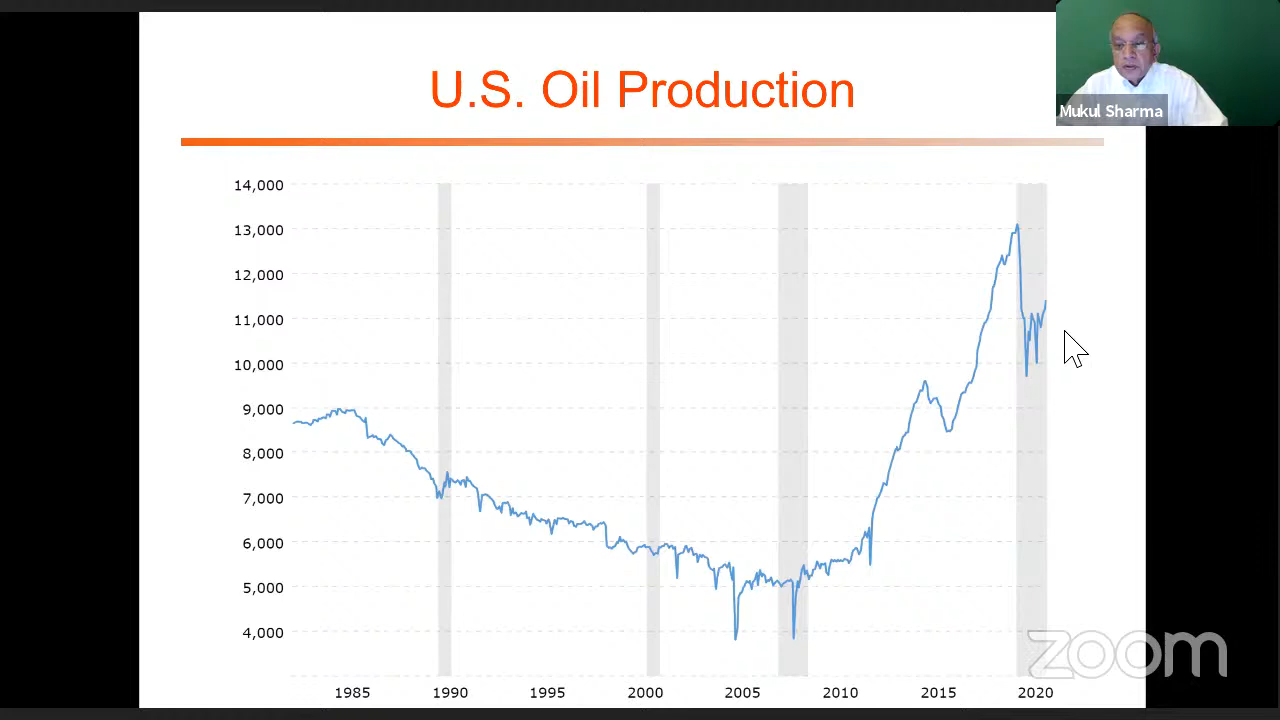 U.S. Oil Production
Mukul Sharma
14,000
13,000
12,000
11,000
10,000
9,000
8,000
7,000
6,000
5,000
4,000
1985 1990 1995 2000 2005 2010 2015 2020
zoom